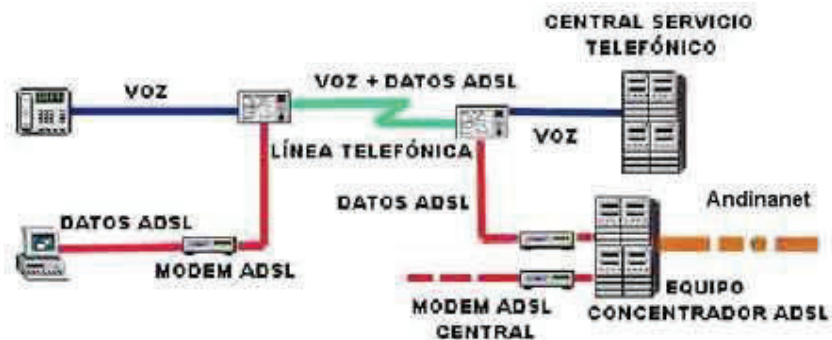 CENTRAL SERVICIO
TELEFÓNICO
VOZ
VOZ + DATOS ADSL
LÍNEA TELEFÓNICA
VOZ
DATOS ADSL
MODEM ADSL
DATOS ADSL
Andinanet
MODEM ADSL
CENTRAL
EQUIPO
CONCENTRADOR ADSL